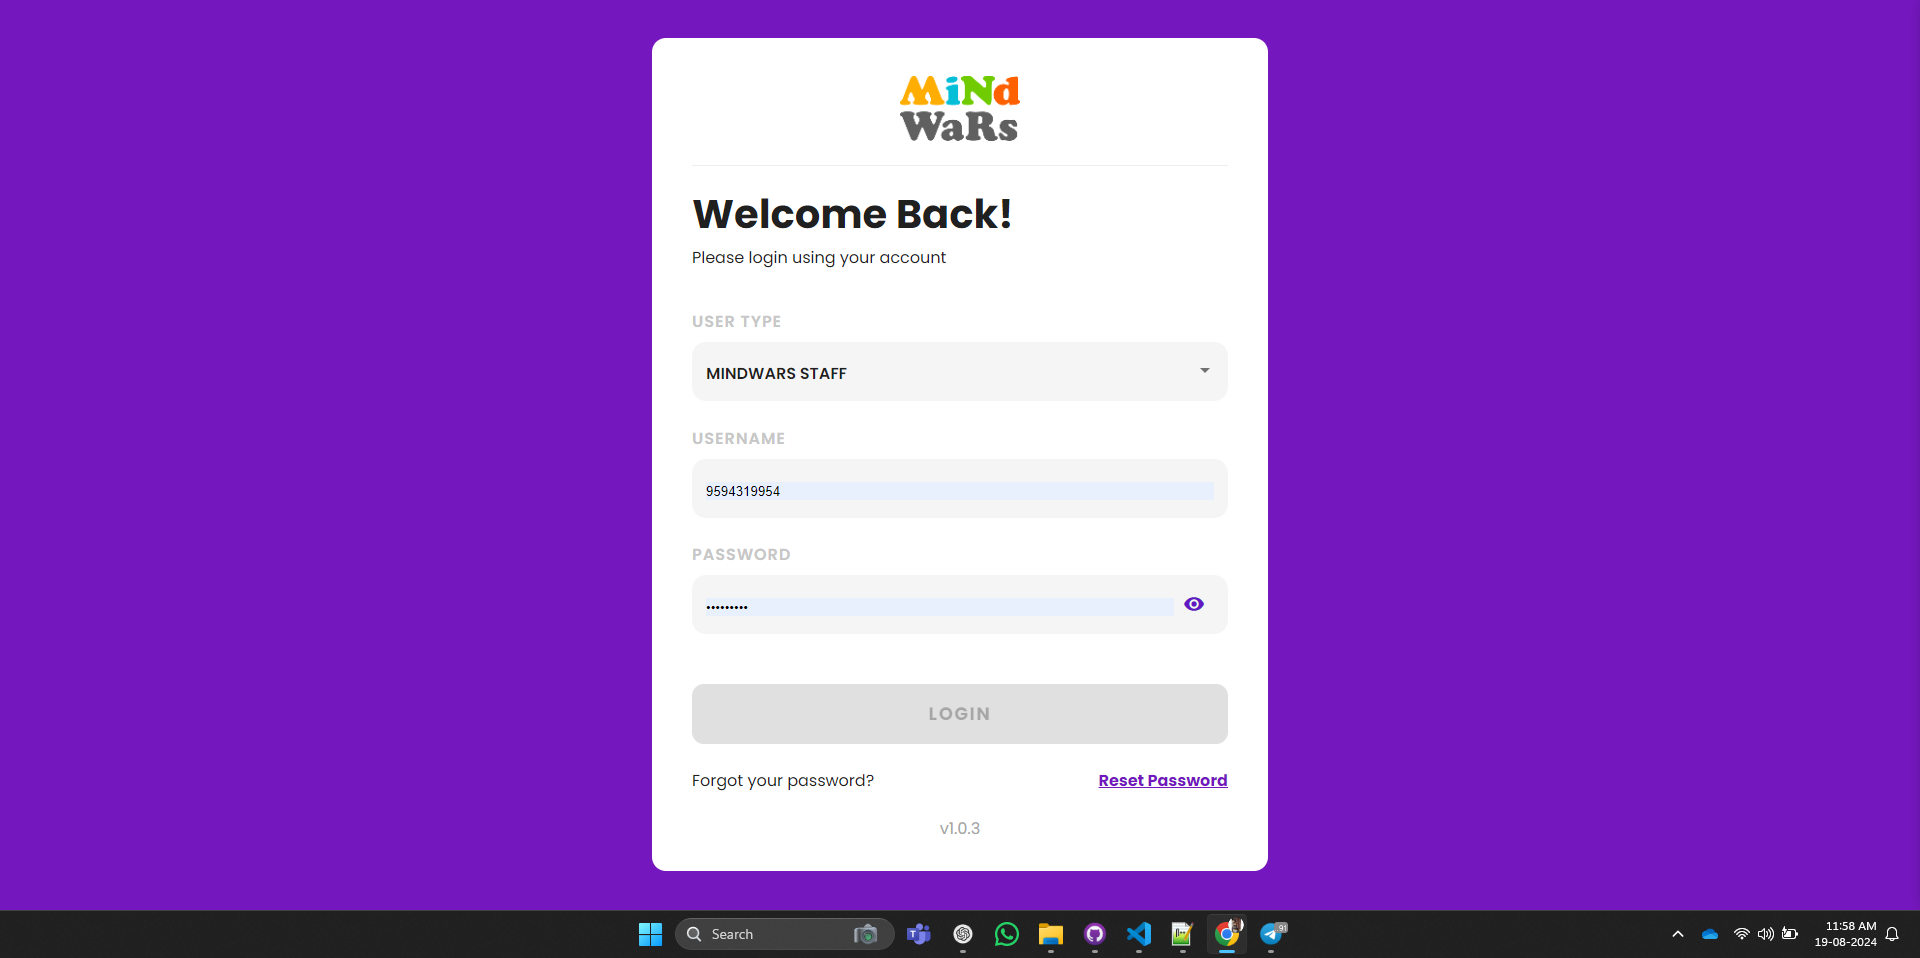 MiNd
WaRs
Welcome Back!
Please login using your account
USER TYPE
MINDWARS STAFF
USERNAME
9594319954
PASSWORD
•••••••••
LOGIN
Forgot your password? Reset Password
v1.0.3
Search
T
91
11:58 AM
19-08-2024